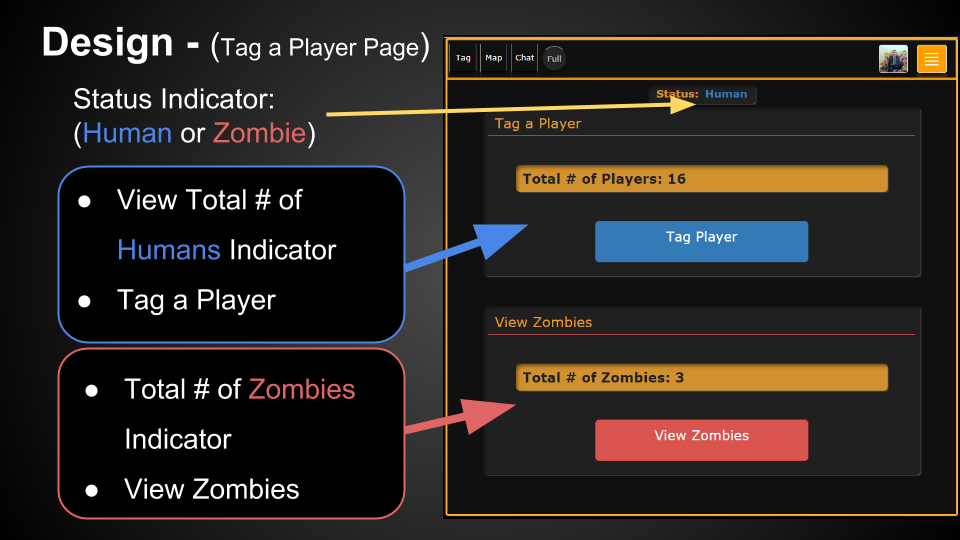 Design - (Tag a Player Page)
Status Indicator:
(Human or Zombie)
● View Total # of
Humans Indicator
● Tag a Player
● Total # of Zombies
Indicator
● View Zombies
Tag Map Chat Full
Status: Human
Tag a Player
Total # of Players: 16
Tag Player
View Zombies
Total # of Zombies: 3
View Zombies